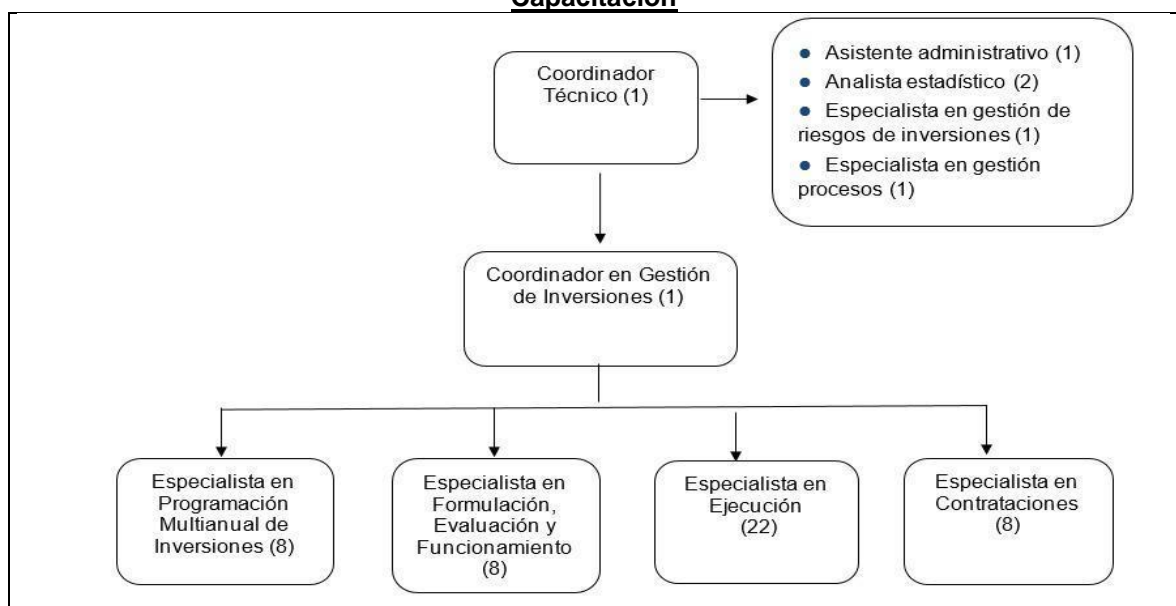 Capacitación
Coordinador
Técnico (1)
● Asistente administrativo (1)
● Analista estadístico (2)
● Especialista en gestión de
riesgos de inversiones (1)
● Especialista en gestión
procesos (1)
Coordinador en Gestión
de Inversiones (1)
Especialista en
Programación
Multianual de
Inversiones (8)
Especialista en
Formulación,
Evaluación y
Funcionamiento
(8)
Especialista en
Ejecución
(22)
Especialista en
Contrataciones
(8)